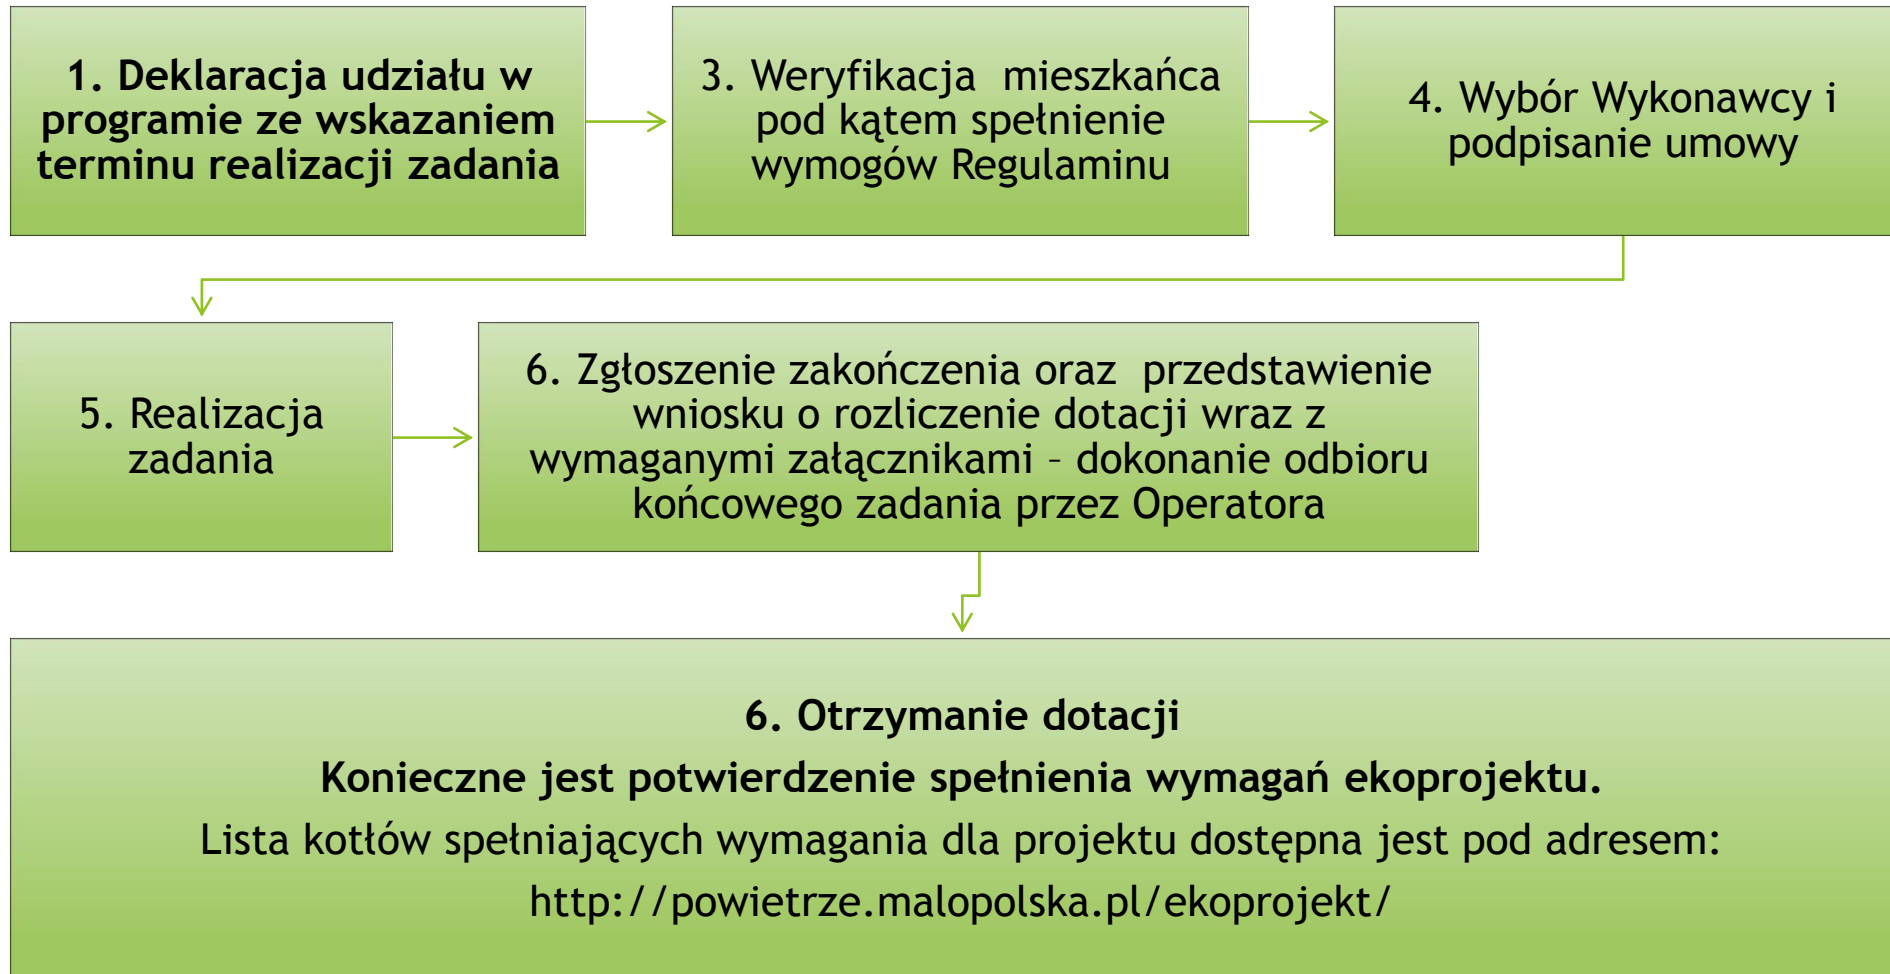 1. Deklaracja udziału w
programie ze wskazaniem
terminu realizacji zadania
3. Weryfikacja  mieszkańca
pod kątem spełnienie
wymogów Regulaminu
4. Wybór Wykonawcy i
podpisanie umowy
5. Realizacja
zadania
6. Zgłoszenie zakończenia oraz  przedstawienie
wniosku o rozliczenie dotacji wraz z
wymaganymi załącznikami – dokonanie odbioru
końcowego zadania przez Operatora
6. Otrzymanie dotacji
Konieczne jest potwierdzenie spełnienia wymagań ekoprojektu.
Lista kotłów spełniających wymagania dla projektu dostępna jest pod adresem:
http://powietrze.malopolska.pl/ekoprojekt/